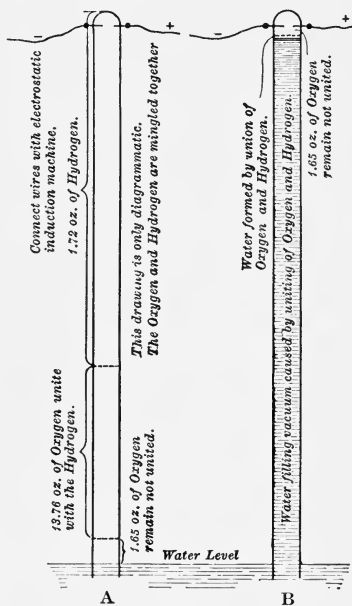 − +
Connect wires with electrostatic
induction machine.
1.72 oz. of Hydrogen.
This drawing is only diagrammatic.
The Oxygen and Hydrogen are mingled together
13.76 oz. of Oxygen unite
with the Hydrogen.
1.65 oz. of Oxygen
remain not united.
Water Level
A
− +
Water formed by union of
Oxygen and Hydrogen.
Water filling vacuum caused by uniting of Oxygen and Hydrogen.
1.65 oz. of Oxygen
remain not united.
B